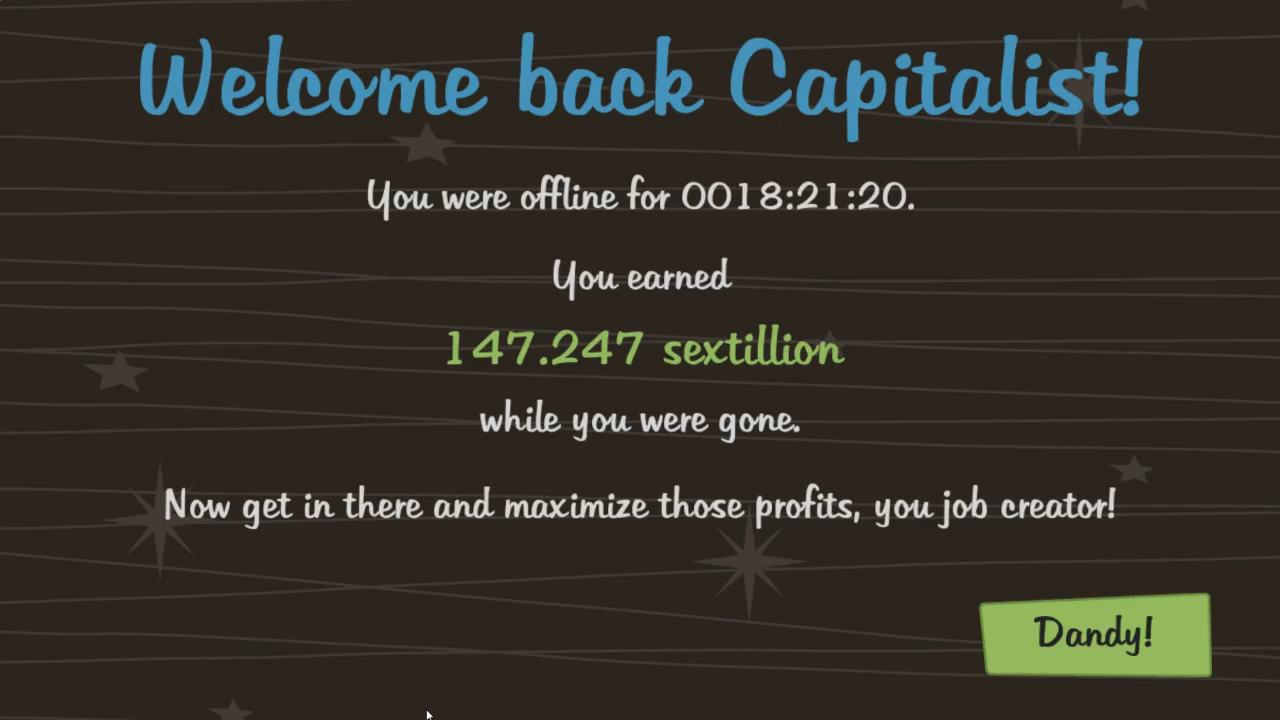 Welcome back Capitalist!
You were offline for 0018:21:20.
You earned
147.247 sextillion
while you were gone.
Now get in there and maximize those profits, you job creator!
Dandy!